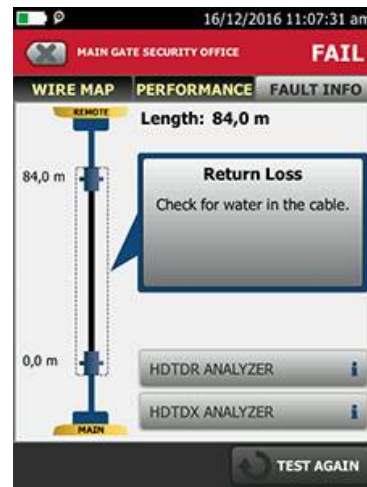 16/12/2016 11:07:31 am
MAIN GATE SECURITY OFFICE
FAIL
WIRE MAP
PERFORMANCE
FAULT INFO
REMOTE
Length: 84,0 m
84,0 m
Return Loss
Check for water in the cable.
0,0 m
HDTDR ANALYZER i
HDTDX ANALYZER i
MAIN
TEST AGAIN